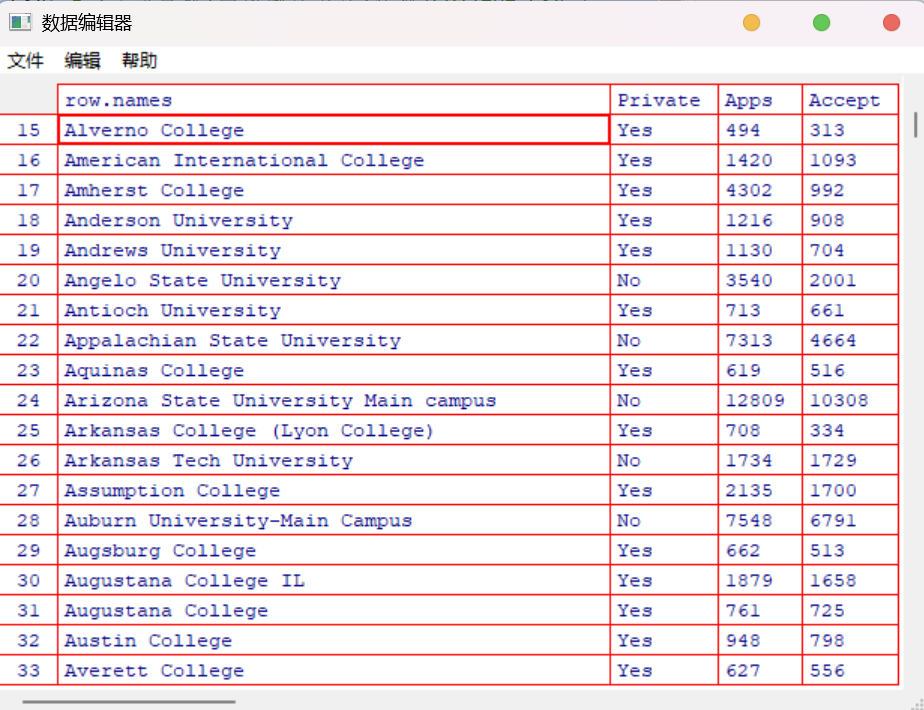 数据编辑器
文件 编辑 帮助
row.names Private Apps Accept
15 Alverno College Yes 494 313
16 American International College Yes 1420 1093
17 Amherst College Yes 4302 992
18 Anderson University Yes 1216 908
19 Andrews University Yes 1130 704
20 Angelo State University No 3540 2001
21 Antioch University Yes 713 661
22 Appalachian State University No 7313 4664
23 Aquinas College Yes 619 516
24 Arizona State University Main campus No 12809 10308
25 Arkansas College (Lyon College) Yes 708 334
26 Arkansas Tech University No 1734 1729
27 Assumption College Yes 2135 1700
28 Auburn University-Main Campus No 7548 6791
29 Augsburg College Yes 662 513
30 Augustana College IL Yes 1879 1658
31 Augustana College Yes 761 725
32 Austin College Yes 948 798
33 Averett College Yes 627 556